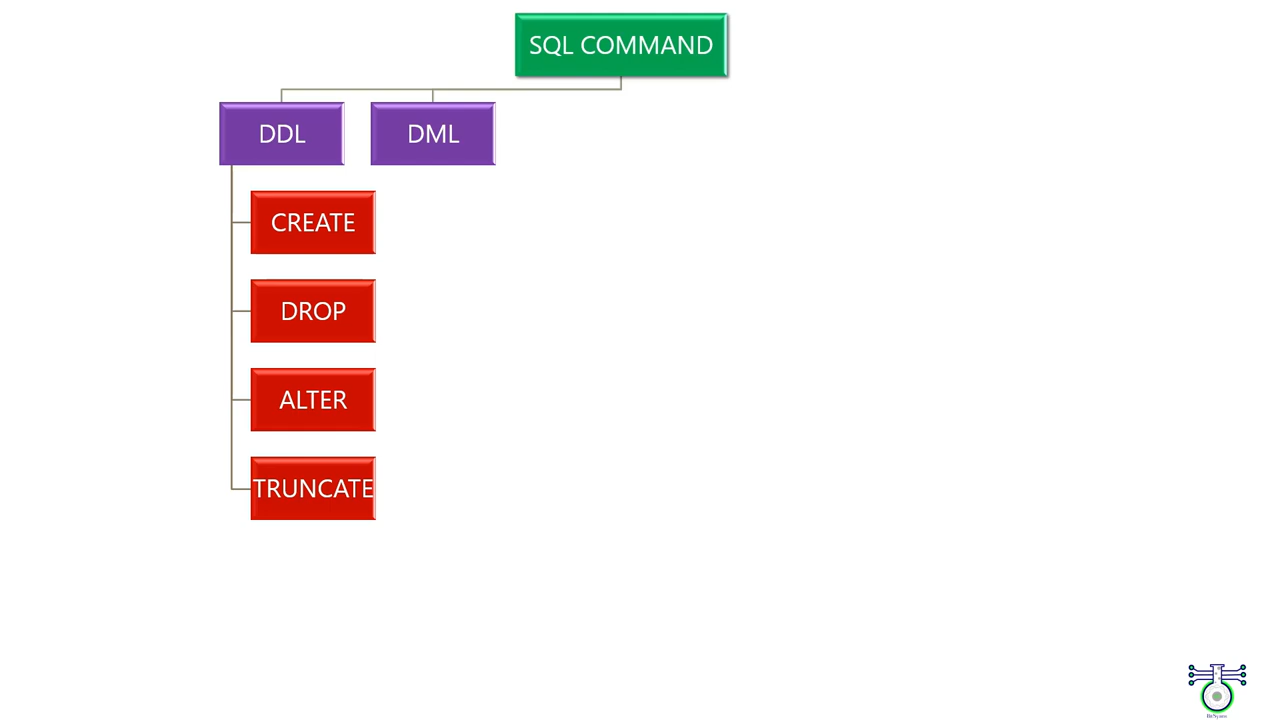 SQL COMMAND
DDL
DML
CREATE
DROP
ALTER
TRUNCATE